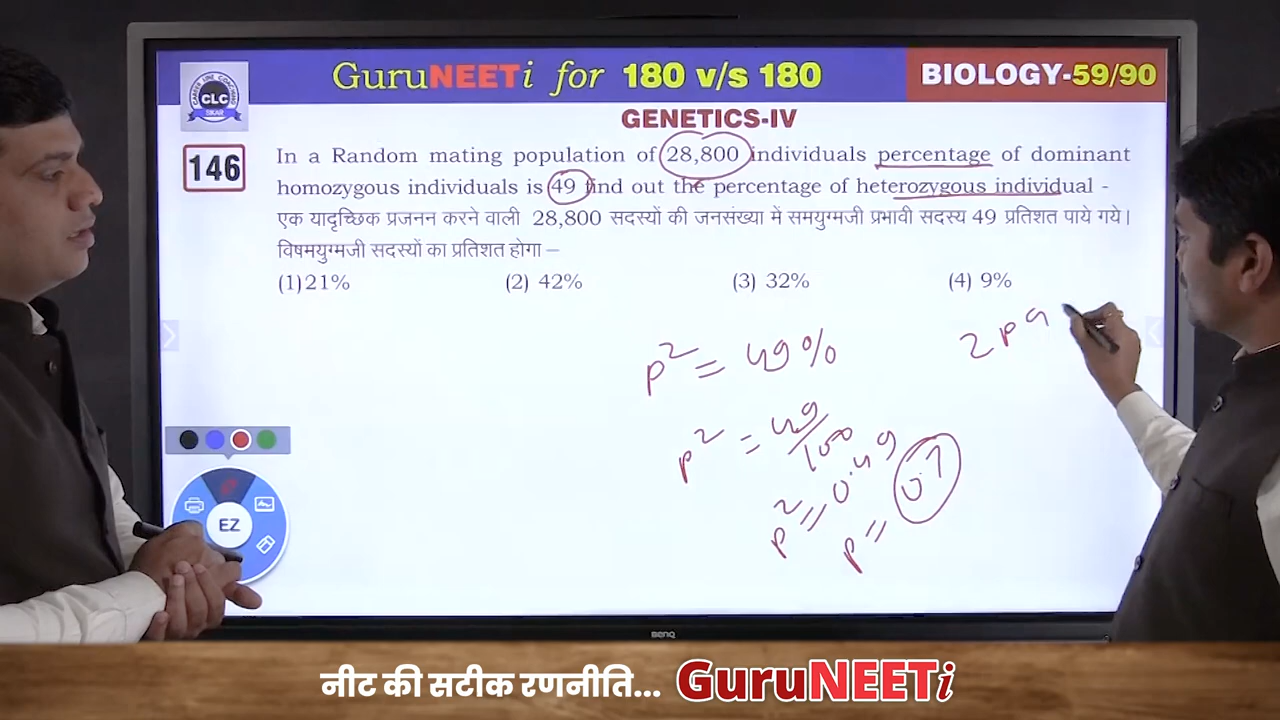 GuruNEETi for 180 v/s 180
BIOLOGY-59/90
CLC
SIKAR
GENETICS-IV
146
In a Random mating population of 28,800 individuals percentage of dominant
homozygous individuals is 49 find out the percentage of heterozygous individual -
एक यादृच्छिक प्रजनन करने वाली 28,800 सदस्यों की जनसंख्या में समयुग्मजी प्रभावी सदस्य 49 प्रतिशत पाये गये।
विषमयुग्मजी सदस्यों का प्रतिशत होगा –
(1) 21% (2) 42% (3) 32% (4) 9%
2pq
p² = 49%
p² = 49/100
p² = 0.49
p = 0.7
EZ
BENQ
नीट की सटीक रणनीति... GuruNEETi